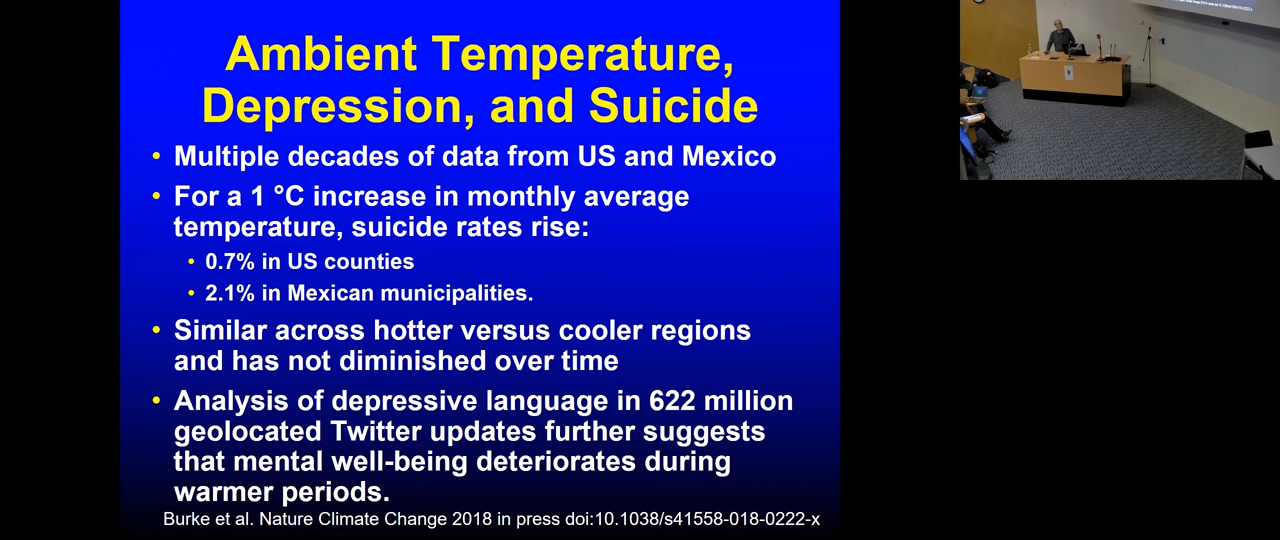 Ambient Temperature,
Depression, and Suicide
• Multiple decades of data from US and Mexico
• For a 1 °C increase in monthly average
temperature, suicide rates rise:
• 0.7% in US counties
• 2.1% in Mexican municipalities.
• Similar across hotter versus cooler regions
and has not diminished over time
• Analysis of depressive language in 622 million
geolocated Twitter updates further suggests
that mental well-being deteriorates during
warmer periods.
Burke et al. Nature Climate Change 2018 in press doi:10.1038/s41558-018-0222-x